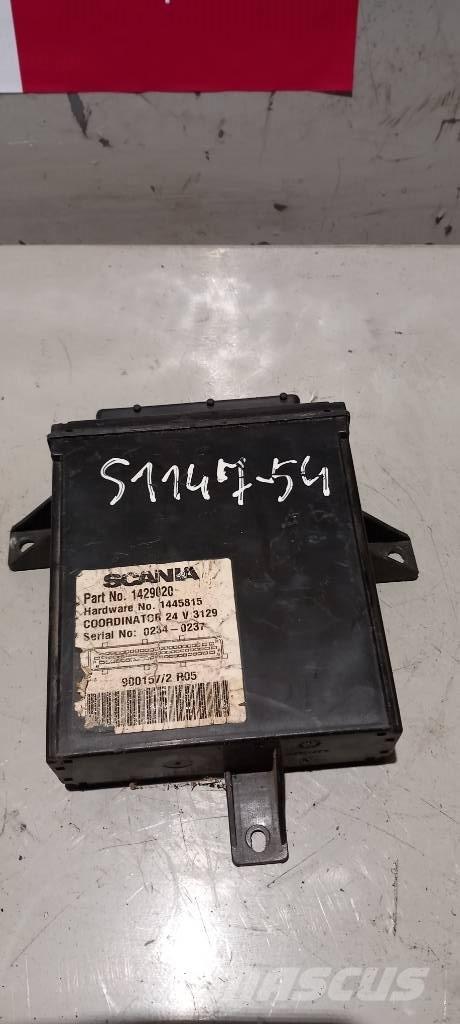 S1147-54
SCANIA
Part No. 1429020
Hardware No. 1445815
COORDINATOR 24 V 3129
Serial No: 0234-0237
900157/2 R05
MASCUS